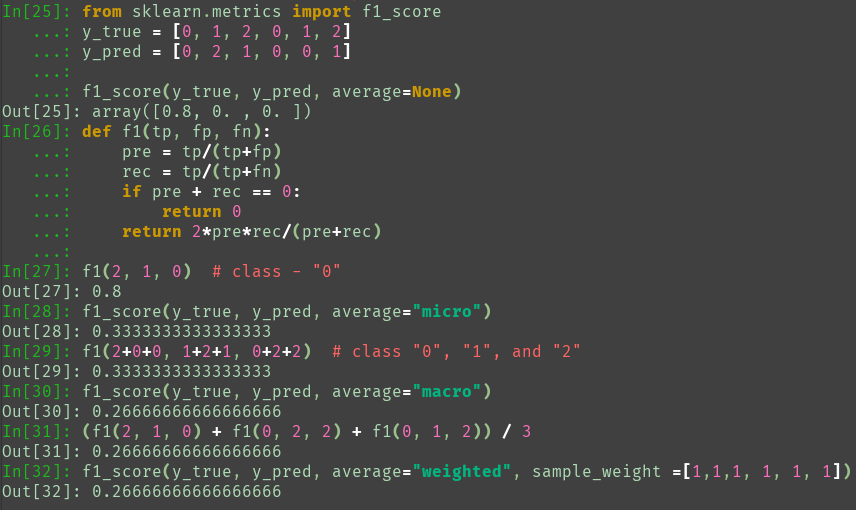 In[25]: from sklearn.metrics import f1_score
   ...: y_true = [0, 1, 2, 0, 1, 2]
   ...: y_pred = [0, 2, 1, 0, 0, 1]
   ...:
   ...: f1_score(y_true, y_pred, average=None)
Out[25]: array([0.8, 0. , 0. ])
In[26]: def f1(tp, fp, fn):
   ...:     pre = tp/(tp+fp)
   ...:     rec = tp/(tp+fn)
   ...:     if pre + rec == 0:
   ...:         return 0
   ...:     return 2*pre*rec/(pre+rec)
   ...:
In[27]: f1(2, 1, 0)  # class - "0"
Out[27]: 0.8
In[28]: f1_score(y_true, y_pred, average="micro")
Out[28]: 0.3333333333333333
In[29]: f1(2+0+0, 1+2+1, 0+2+2)  # class "0", "1", and "2"
Out[29]: 0.3333333333333333
In[30]: f1_score(y_true, y_pred, average="macro")
Out[30]: 0.26666666666666666
In[31]: (f1(2, 1, 0) + f1(0, 2, 2) + f1(0, 1, 2)) / 3
Out[31]: 0.26666666666666666
In[32]: f1_score(y_true, y_pred, average="weighted", sample_weight =[1,1,1, 1, 1, 1])
Out[32]: 0.26666666666666666